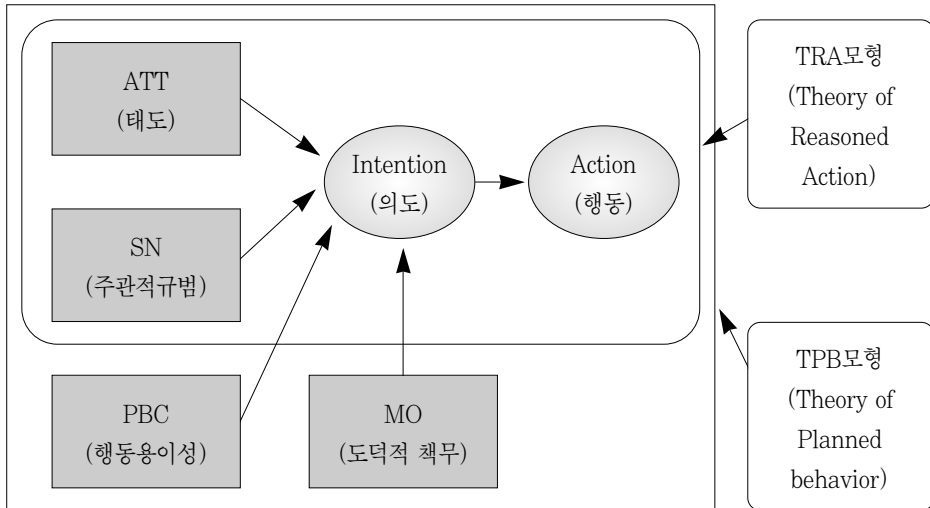 ATT
(태도)
SN
(주관적규범)
PBC
(행동용이성)
MO
(도덕적 책무)
Intention
(의도)
Action
(행동)
TRA모형
(Theory of
Reasoned
Action)
TPB모형
(Theory of
Planned
behavior)